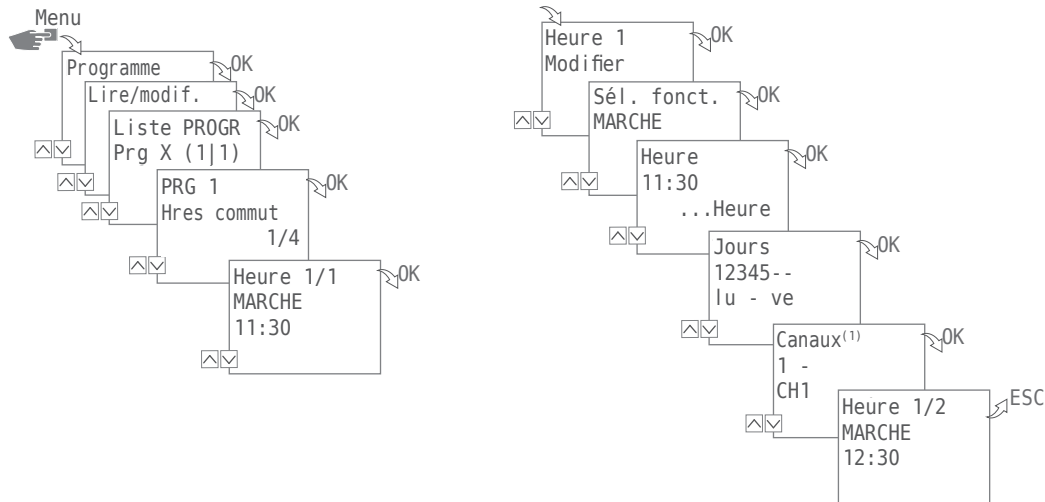 Menu
Programme
OK
Lire/modif.
OK
Liste PROGR
Prg X (1|1)
OK
PRG 1
Hres commut
1/4
OK
Heure 1/1
MARCHE
11:30
OK
Heure 1
Modifier
OK
Sél. fonct.
MARCHE
OK
Heure
11:30
...Heure
OK
Jours
12345--
lu - ve
OK
Canaux(1)
1 -
CH1
OK
Heure 1/2
MARCHE
12:30
ESC